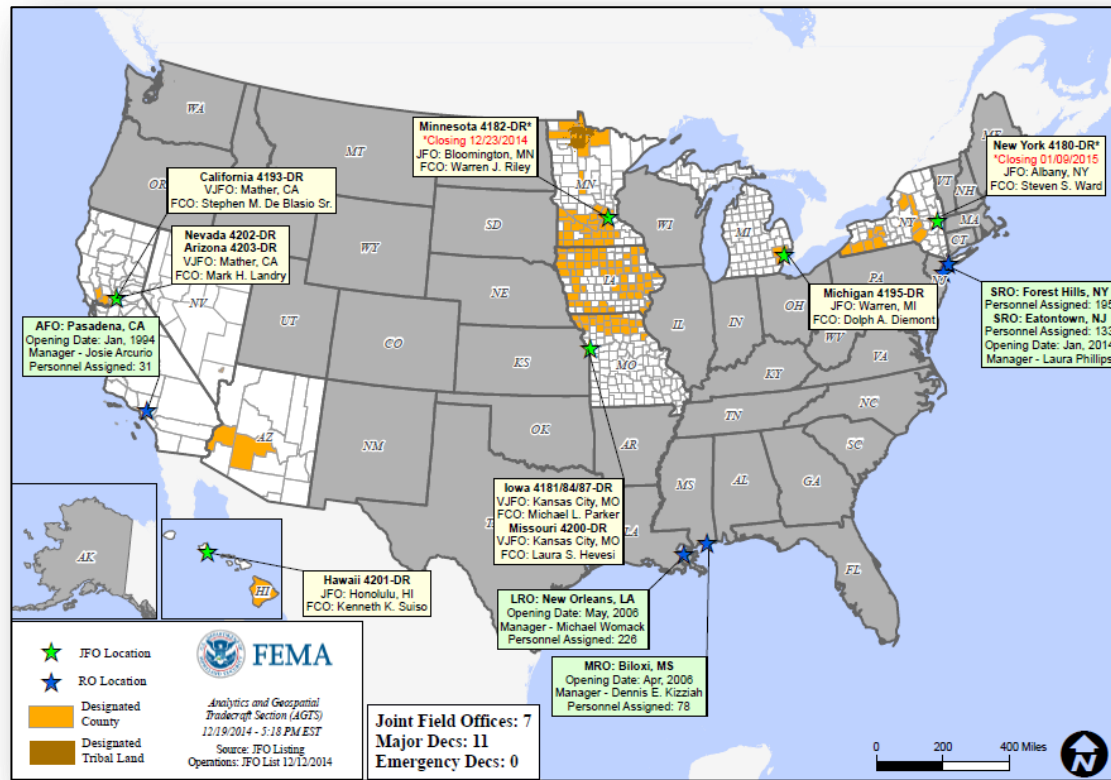 WA
OR
MT
SD
WY
NE
NV
UT
CO
KS
AZ
NM
OK
MN
WI
IA
MO
IL
IN
MI
OH
KY
TN
AR
MS
AL
GA
SC
NC
VA
WV
PA
NJ
NY
CT
MA
NH
VT
ME
LA
FL
AK
HI
Minnesota 4182-DR*
*Closing 12/23/2014
JFO: Bloomington, MN
FCO: Warren J. Riley
New York 4180-DR*
*Closing 01/09/2015
JFO: Albany, NY
FCO: Steven S. Ward
California 4193-DR
VJFO: Mather, CA
FCO: Stephen M. De Blasio Sr.
Nevada 4202-DR
Arizona 4203-DR
VJFO: Mather, CA
FCO: Mark H. Landry
AFO: Pasadena, CA
Opening Date: Jan, 1994
Manager - Josie Arcurio
Personnel Assigned: 31
Michigan 4195-DR
JFO: Warren, MI
FCO: Dolph A. Diemont
SRO: Forest Hills, NY
Personnel Assigned: 195
SRO: Eatontown, NJ
Personnel Assigned: 133
Opening Date: Jan, 2014
Manager - Laura Phillips
Iowa 4181/84/87-DR
VJFO: Kansas City, MO
FCO: Michael L. Parker
Missouri 4200-DR
VJFO: Kansas City, MO
FCO: Laura S. Hevesi
Hawaii 4201-DR
JFO: Honolulu, HI
FCO: Kenneth K. Suiso
LRO: New Orleans, LA
Opening Date: May, 2006
Manager - Michael Womack
Personnel Assigned: 226
MRO: Biloxi, MS
Opening Date: Apr, 2006
Manager - Dennis E. Kizziah
Personnel Assigned: 78
JFO Location
RO Location
Designated
County
Designated
Tribal Land
FEMA
Analytics and Geospatial
Tradecraft Section (AGTS)
12/19/2014 - 5:18 PM EST
Source: JFO Listing
Operations: JFO List 12/12/2014
Joint Field Offices: 7
Major Decs: 11
Emergency Decs: 0
0 200 400 Miles
N